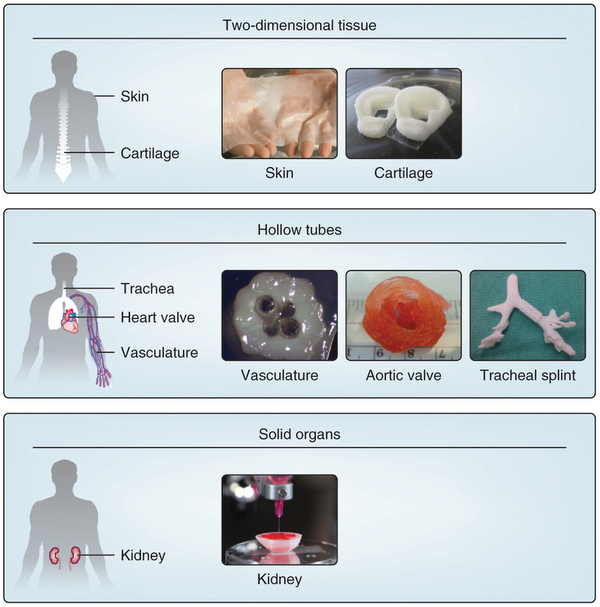 Two-dimensional tissue
Skin
Cartilage
Skin
Cartilage
Hollow tubes
Trachea
Heart valve
Vasculature
Vasculature
Aortic valve
Tracheal splint
Solid organs
Kidney
Kidney